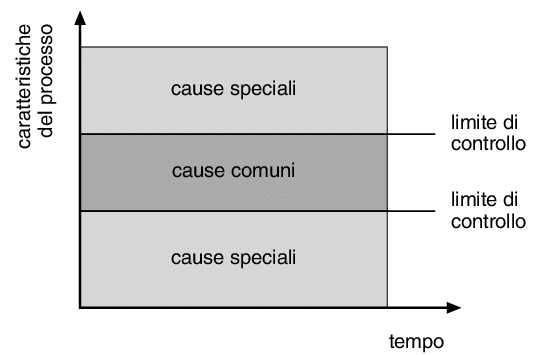 caratteristiche
del processo
cause speciali
limite di
controllo
cause comuni
limite di
controllo
cause speciali
tempo